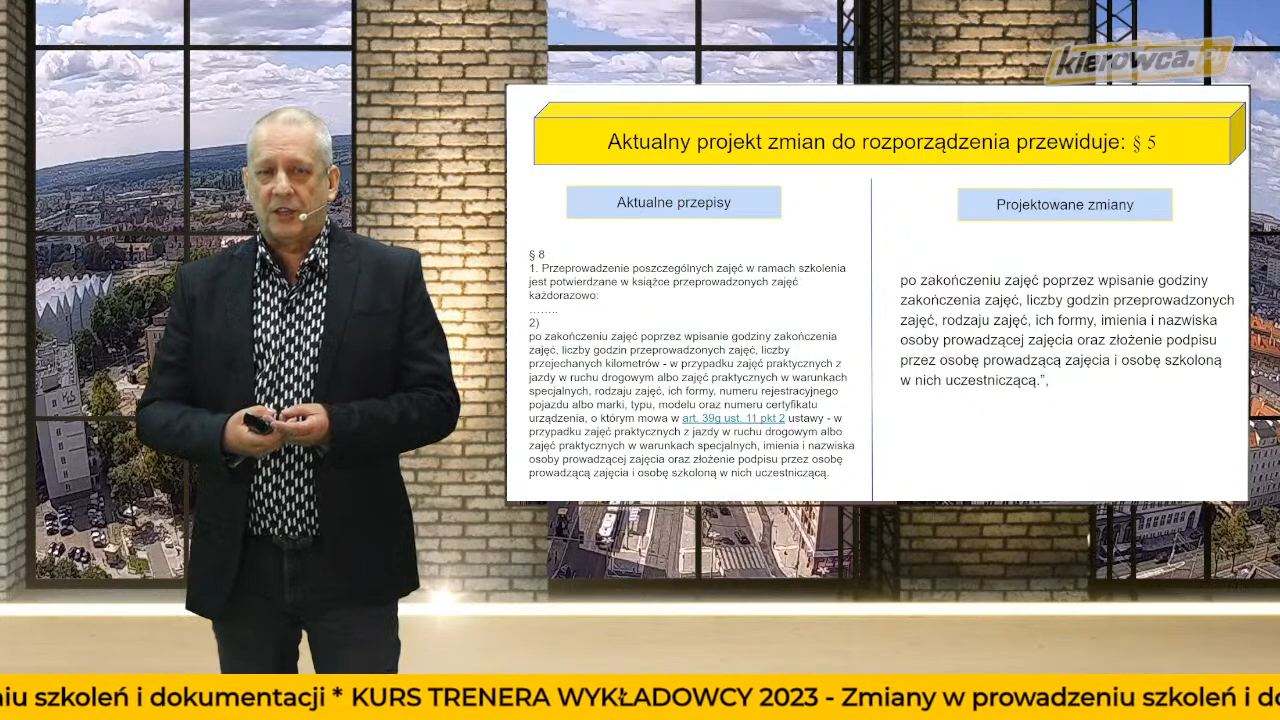 kierowca.
Aktualny projekt zmian do rozporządzenia przewiduje: § 5
Aktualne przepisy
§ 8
1. Przeprowadzenie poszczególnych zajęć w ramach szkolenia
jest potwierdzane w książce przeprowadzonych zajęć
każdorazowo:
........
2)
po zakończeniu zajęć poprzez wpisanie godziny zakończenia
zajęć, liczby godzin przeprowadzonych zajęć, liczby
przejechanych kilometrów - w przypadku zajęć praktycznych z
jazdy w ruchu drogowym albo zajęć praktycznych w warunkach
specjalnych, rodzaju zajęć, ich formy, numeru rejestracyjnego
pojazdu albo marki, typu, modelu oraz numeru certyfikatu
urządzenia, o którym mowa w art. 39g ust. 11 pkt 2 ustawy - w
przypadku zajęć praktycznych z jazdy w ruchu drogowym albo
zajęć praktycznych w warunkach specjalnych, imienia i nazwiska
osoby prowadzącej zajęcia oraz złożenie podpisu przez osobę
prowadzącą zajęcia i osobę szkoloną w nich uczestniczącą.
Projektowane zmiany
po zakończeniu zajęć poprzez wpisanie godziny
zakończenia zajęć, liczby godzin przeprowadzonych
zajęć, rodzaju zajęć, ich formy, imienia i nazwiska
osoby prowadzącej zajęcia oraz złożenie podpisu
przez osobę prowadzącą zajęcia i osobę szkoloną
w nich uczestniczącą.”,
niu szkoleń i dokumentacji * KURS TRENERA WYKŁADOWCY 2023 - Zmiany w prowadzeniu szkoleń i do